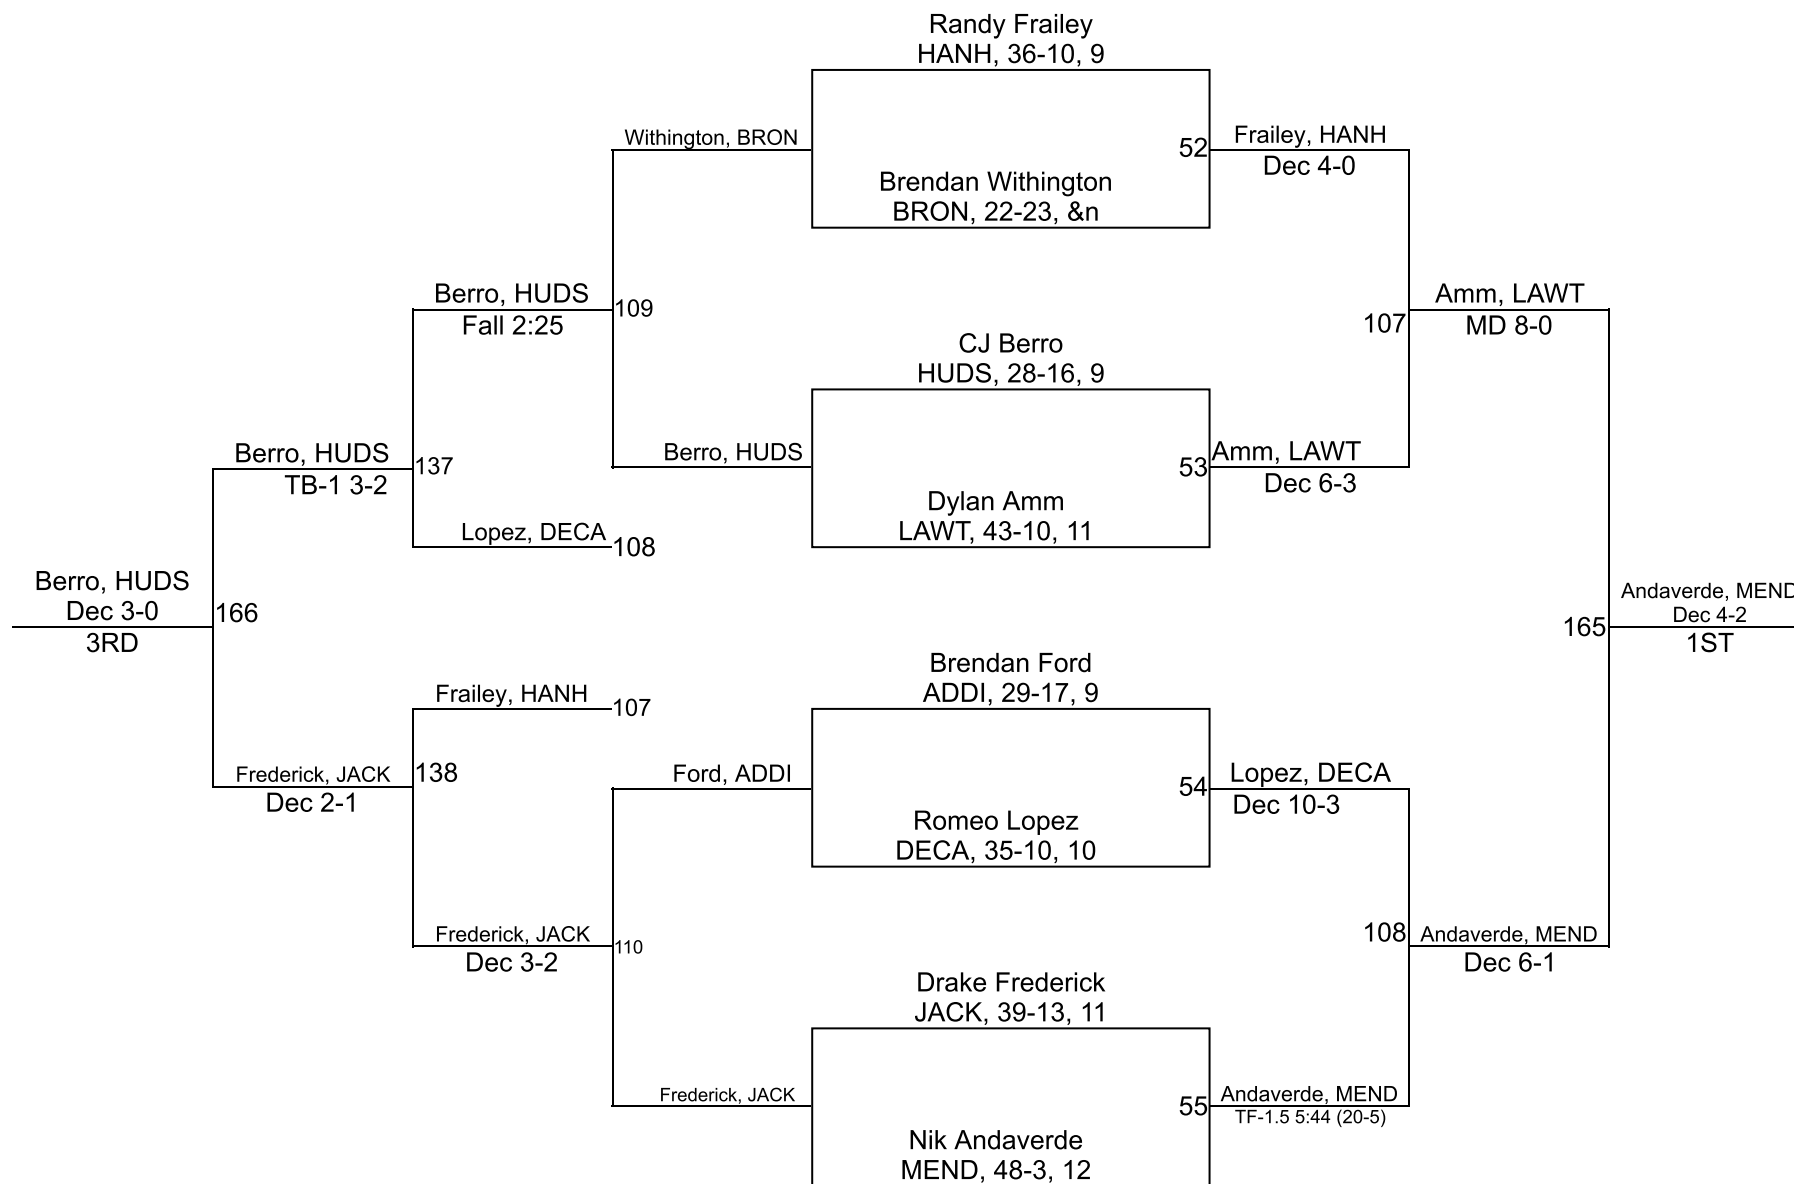 Randy Frailey
HANH, 36-10, 9
Withington, BRON
52
Frailey, HANH
Dec 4-0
Brendan Withington
BRON, 22-23, &n
Berro, HUDS
109
Fall 2:25
Amm, LAWT
107
MD 8-0
CJ Berro
HUDS, 28-16, 9
Berro, HUDS
137
TB-1 3-2
Berro, HUDS
53
Amm, LAWT
Dec 6-3
Dylan Amm
LAWT, 43-10, 11
Lopez, DECA
108
Berro, HUDS
Dec 3-0
166
3RD
Andaverde, MEND
Dec 4-2
165
1ST
Brendan Ford
ADDI, 29-17, 9
Frailey, HANH
107
Frederick, JACK
138
Dec 2-1
Ford, ADDI
54
Lopez, DECA
Dec 10-3
Romeo Lopez
DECA, 35-10, 10
Frederick, JACK
110
Dec 3-2
108
Andaverde, MEND
Dec 6-1
Drake Frederick
JACK, 39-13, 11
Frederick, JACK
55
Andaverde, MEND
TF-1.5 5:44 (20-5)
Nik Andaverde
MEND, 48-3, 12